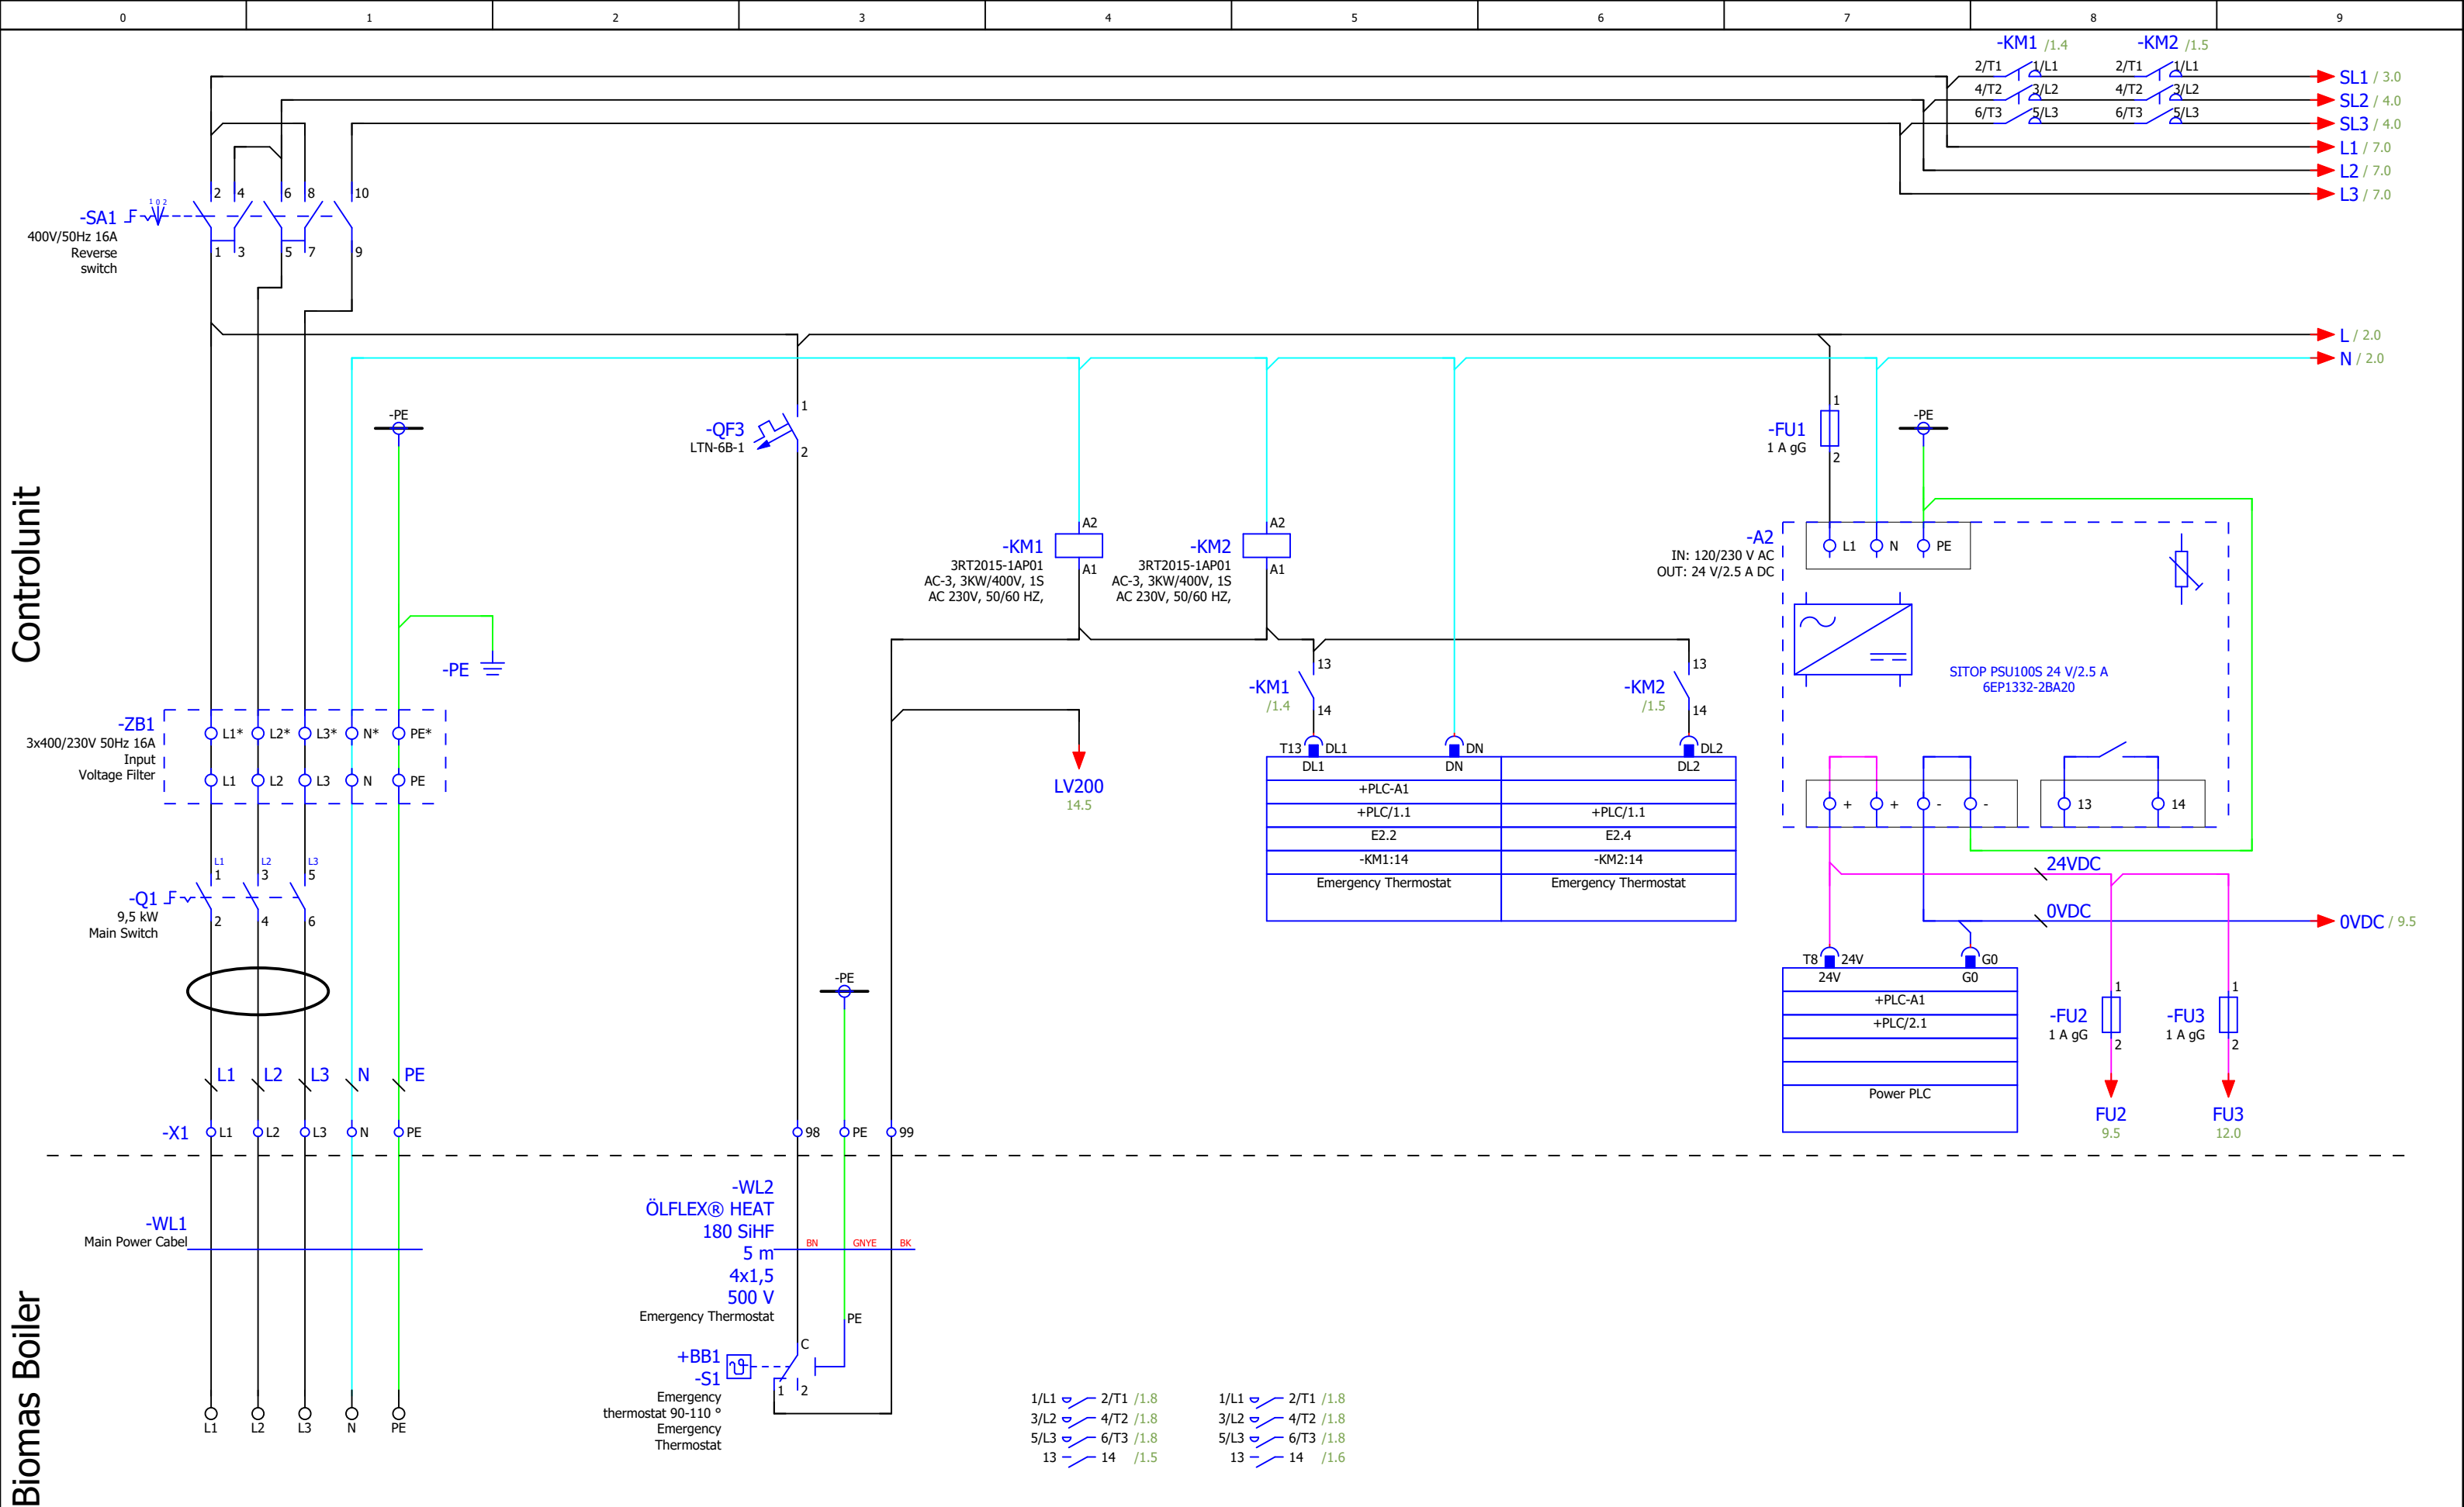 0 1 2 3 4 5 6 7 8 9
-KM1 /1.4 -KM2 /1.5
2/T1 1/L1 2/T1 1/L1 SL1 / 3.0
4/T2 3/L2 4/T2 3/L2 SL2 / 4.0
6/T3 5/L3 6/T3 5/L3 SL3 / 4.0
L1 / 7.0
L2 / 7.0
L3 / 7.0
2 4 6 8 10
1 0 2
-SA1
400V/50Hz 16A
Reverse
switch
1 3 5 7 9
L / 2.0
N / 2.0
Controlunit
-PE
-QF3
LTN-6B-1
1
2
-FU1
1 A gG
1
2
-PE
-KM1
3RT2015-1AP01
AC-3, 3KW/400V, 1S
AC 230V, 50/60 HZ,
A2
A1
-KM2
3RT2015-1AP01
AC-3, 3KW/400V, 1S
AC 230V, 50/60 HZ,
A2
A1
-A2
IN: 120/230 V AC
OUT: 24 V/2.5 A DC
L1 N PE
SITOP PSU100S 24 V/2.5 A
6EP1332-2BA20
-PE
-KM1
/1.4
13
14
-KM2
/1.5
13
14
-ZB1
3x400/230V 50Hz 16A
Input
Voltage Filter
L1* L2* L3* N* PE*
L1 L2 L3 N PE
LV200
14.5
T13 DL1 DN DL2
DL1 DN DL2
+PLC-A1
+PLC/1.1 +PLC/1.1
E2.2 E2.4
-KM1:14 -KM2:14
Emergency Thermostat Emergency Thermostat
+ + - - 13 14
24VDC
0VDC
0VDC / 9.5
L1 L2 L3
1 3 5
-Q1
9,5 kW
Main Switch
2 4 6
T8 24V G0
24V G0
+PLC-A1
+PLC/2.1
Power PLC
-FU2
1 A gG
1
2
FU2
9.5
-FU3
1 A gG
1
2
FU3
12.0
-PE
L1 L2 L3 N PE
-X1 L1 L2 L3 N PE 98 PE 99
Biomas Boiler
-WL1
Main Power Cabel
-WL2
ÖLFLEX® HEAT
180 SiHF
5 m
4x1,5
500 V
Emergency Thermostat
BN GNYE BK
PE
C
+BB1
-S1
Emergency
thermostat 90-110 °
Emergency
Thermostat
1 2
L1 L2 L3 N PE
1/L1 2/T1 /1.8
3/L2 4/T2 /1.8
5/L3 6/T3 /1.8
13 14 /1.5
1/L1 2/T1 /1.8
3/L2 4/T2 /1.8
5/L3 6/T3 /1.8
13 14 /1.6